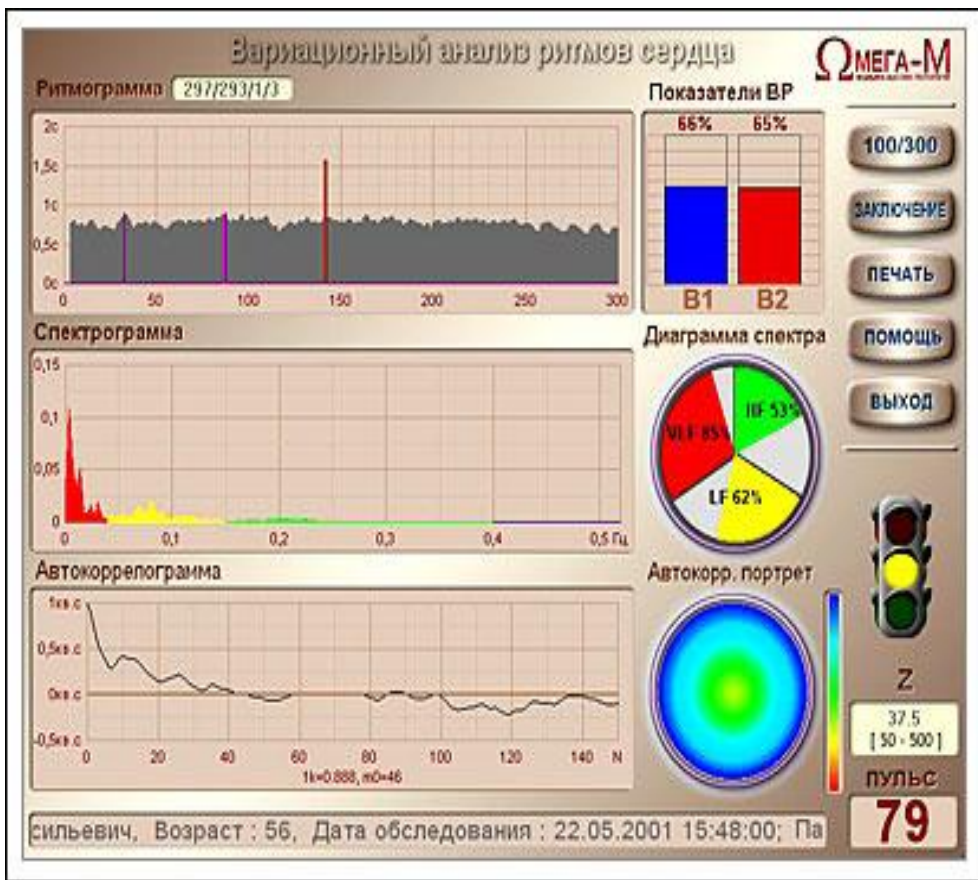 Вариационный анализ ритмов сердца
ΩМЕГА-М
Ритмограмма 297/293/1/3
2с
1,5с
1с
0,5с
0с
0 50 100 150 200 250 300
Показатели ВР
66% 65%
В1 В2
100/300
ЗАКЛЮЧЕНИЕ
ПЕЧАТЬ
ПОМОЩЬ
ВЫХОД
Спектрограмма
0,15
0,1
0,05
0
0 0,1 0,2 0,3 0,4 0,5 Гц
Диаграмма спектра
HF 53%
VLF 85%
LF 62%
Автокоррелограмма
1кв.с
0,5кв.с
0кв.с
-0,5кв.с
0 20 40 60 80 100 120 140 N
1k=0.888, m0=46
Автокорр. портрет
Z
37.5
[ 50 - 500 ]
ПУЛЬС
79
сильевич, Возраст : 56, Дата обследования : 22.05.2001 15:48:00; Па